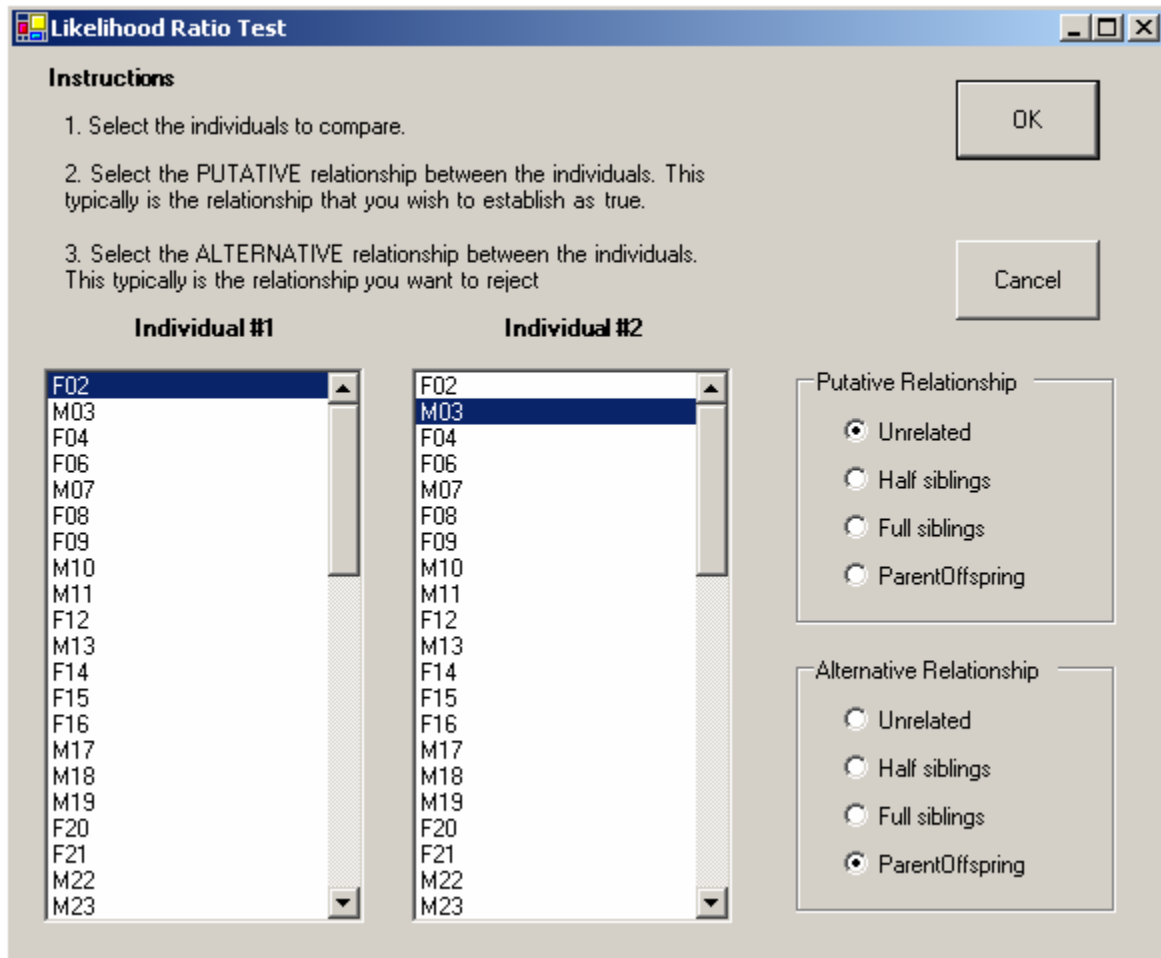 Likelihood Ratio Test
Instructions
1. Select the individuals to compare.
2. Select the PUTATIVE relationship between the individuals. This
typically is the relationship that you wish to establish as true.
3. Select the ALTERNATIVE relationship between the individuals.
This typically is the relationship you want to reject
OK
Cancel
Individual #1
F02
M03
F04
F06
M07
F08
F09
M10
M11
F12
M13
F14
F15
F16
M17
M18
M19
F20
F21
M22
M23
Individual #2
F02
M03
F04
F06
M07
F08
F09
M10
M11
F12
M13
F14
F15
F16
M17
M18
M19
F20
F21
M22
M23
Putative Relationship
Unrelated
Half siblings
Full siblings
ParentOffspring
Alternative Relationship
Unrelated
Half siblings
Full siblings
ParentOffspring